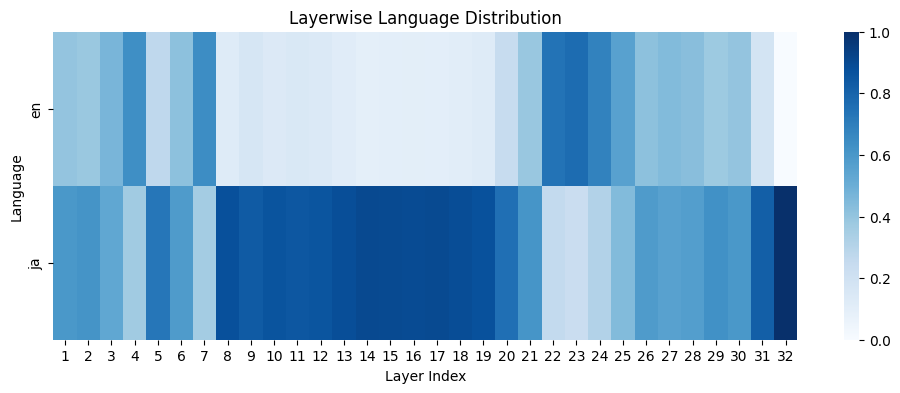 Layerwise Language Distribution
Language
en
ja
1 2 3 4 5 6 7 8 9 10 11 12 13 14 15 16 17 18 19 20 21 22 23 24 25 26 27 28 29 30 31 32
Layer Index
1.0
0.8
0.6
0.4
0.2
0.0